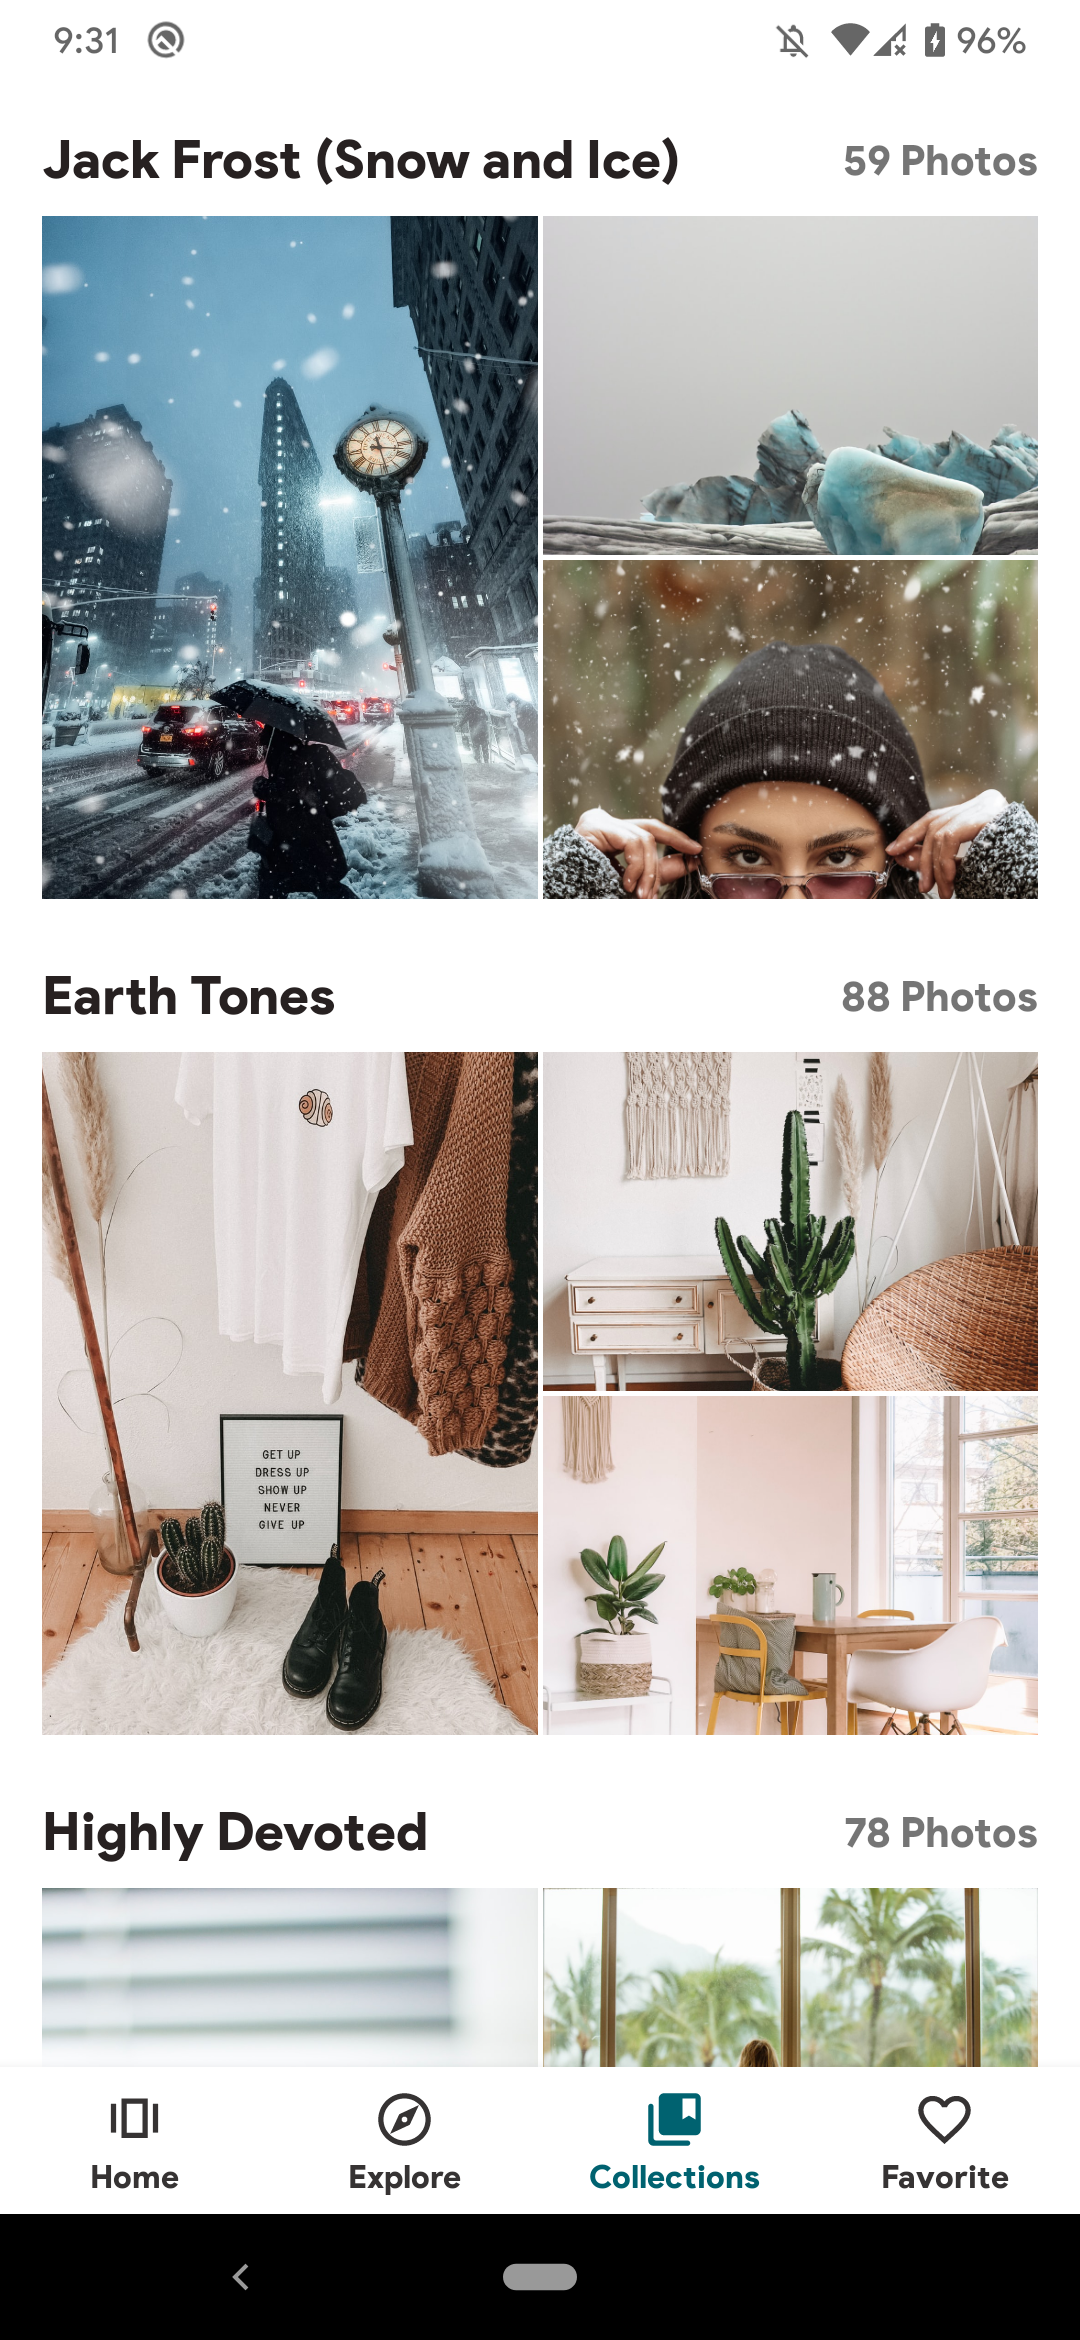 9:31
96%
Jack Frost (Snow and Ice)
59 Photos
Earth Tones
88 Photos
GET UP
DRESS UP
SHOW UP
NEVER
GIVE UP
Highly Devoted
78 Photos
Home
Explore
Collections
Favorite